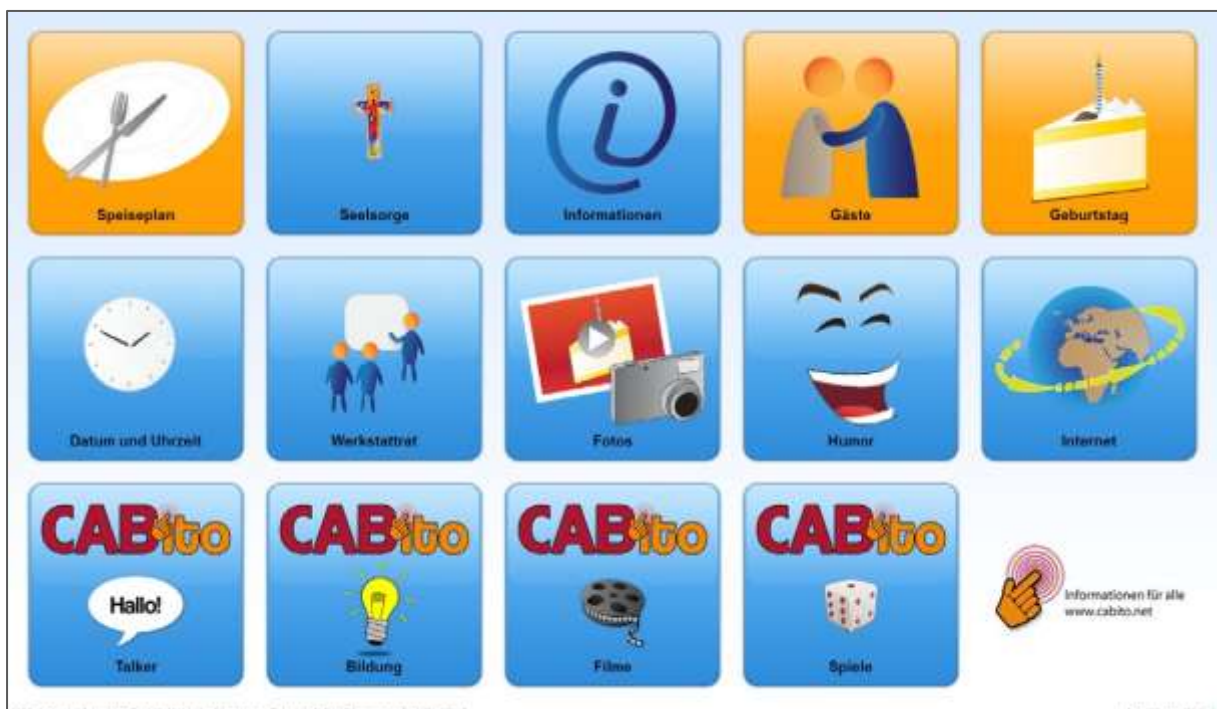 Speiseplan
Seelsorge
Informationen
Gäste
Geburtstag
Datum und Uhrzeit
Werkstattrat
Fotos
Humor
Internet
CABito
Hallo!
Talker
CABito
Bildung
CABito
Filme
CABito
Spiele
Informationen für alle
www.cabito.net